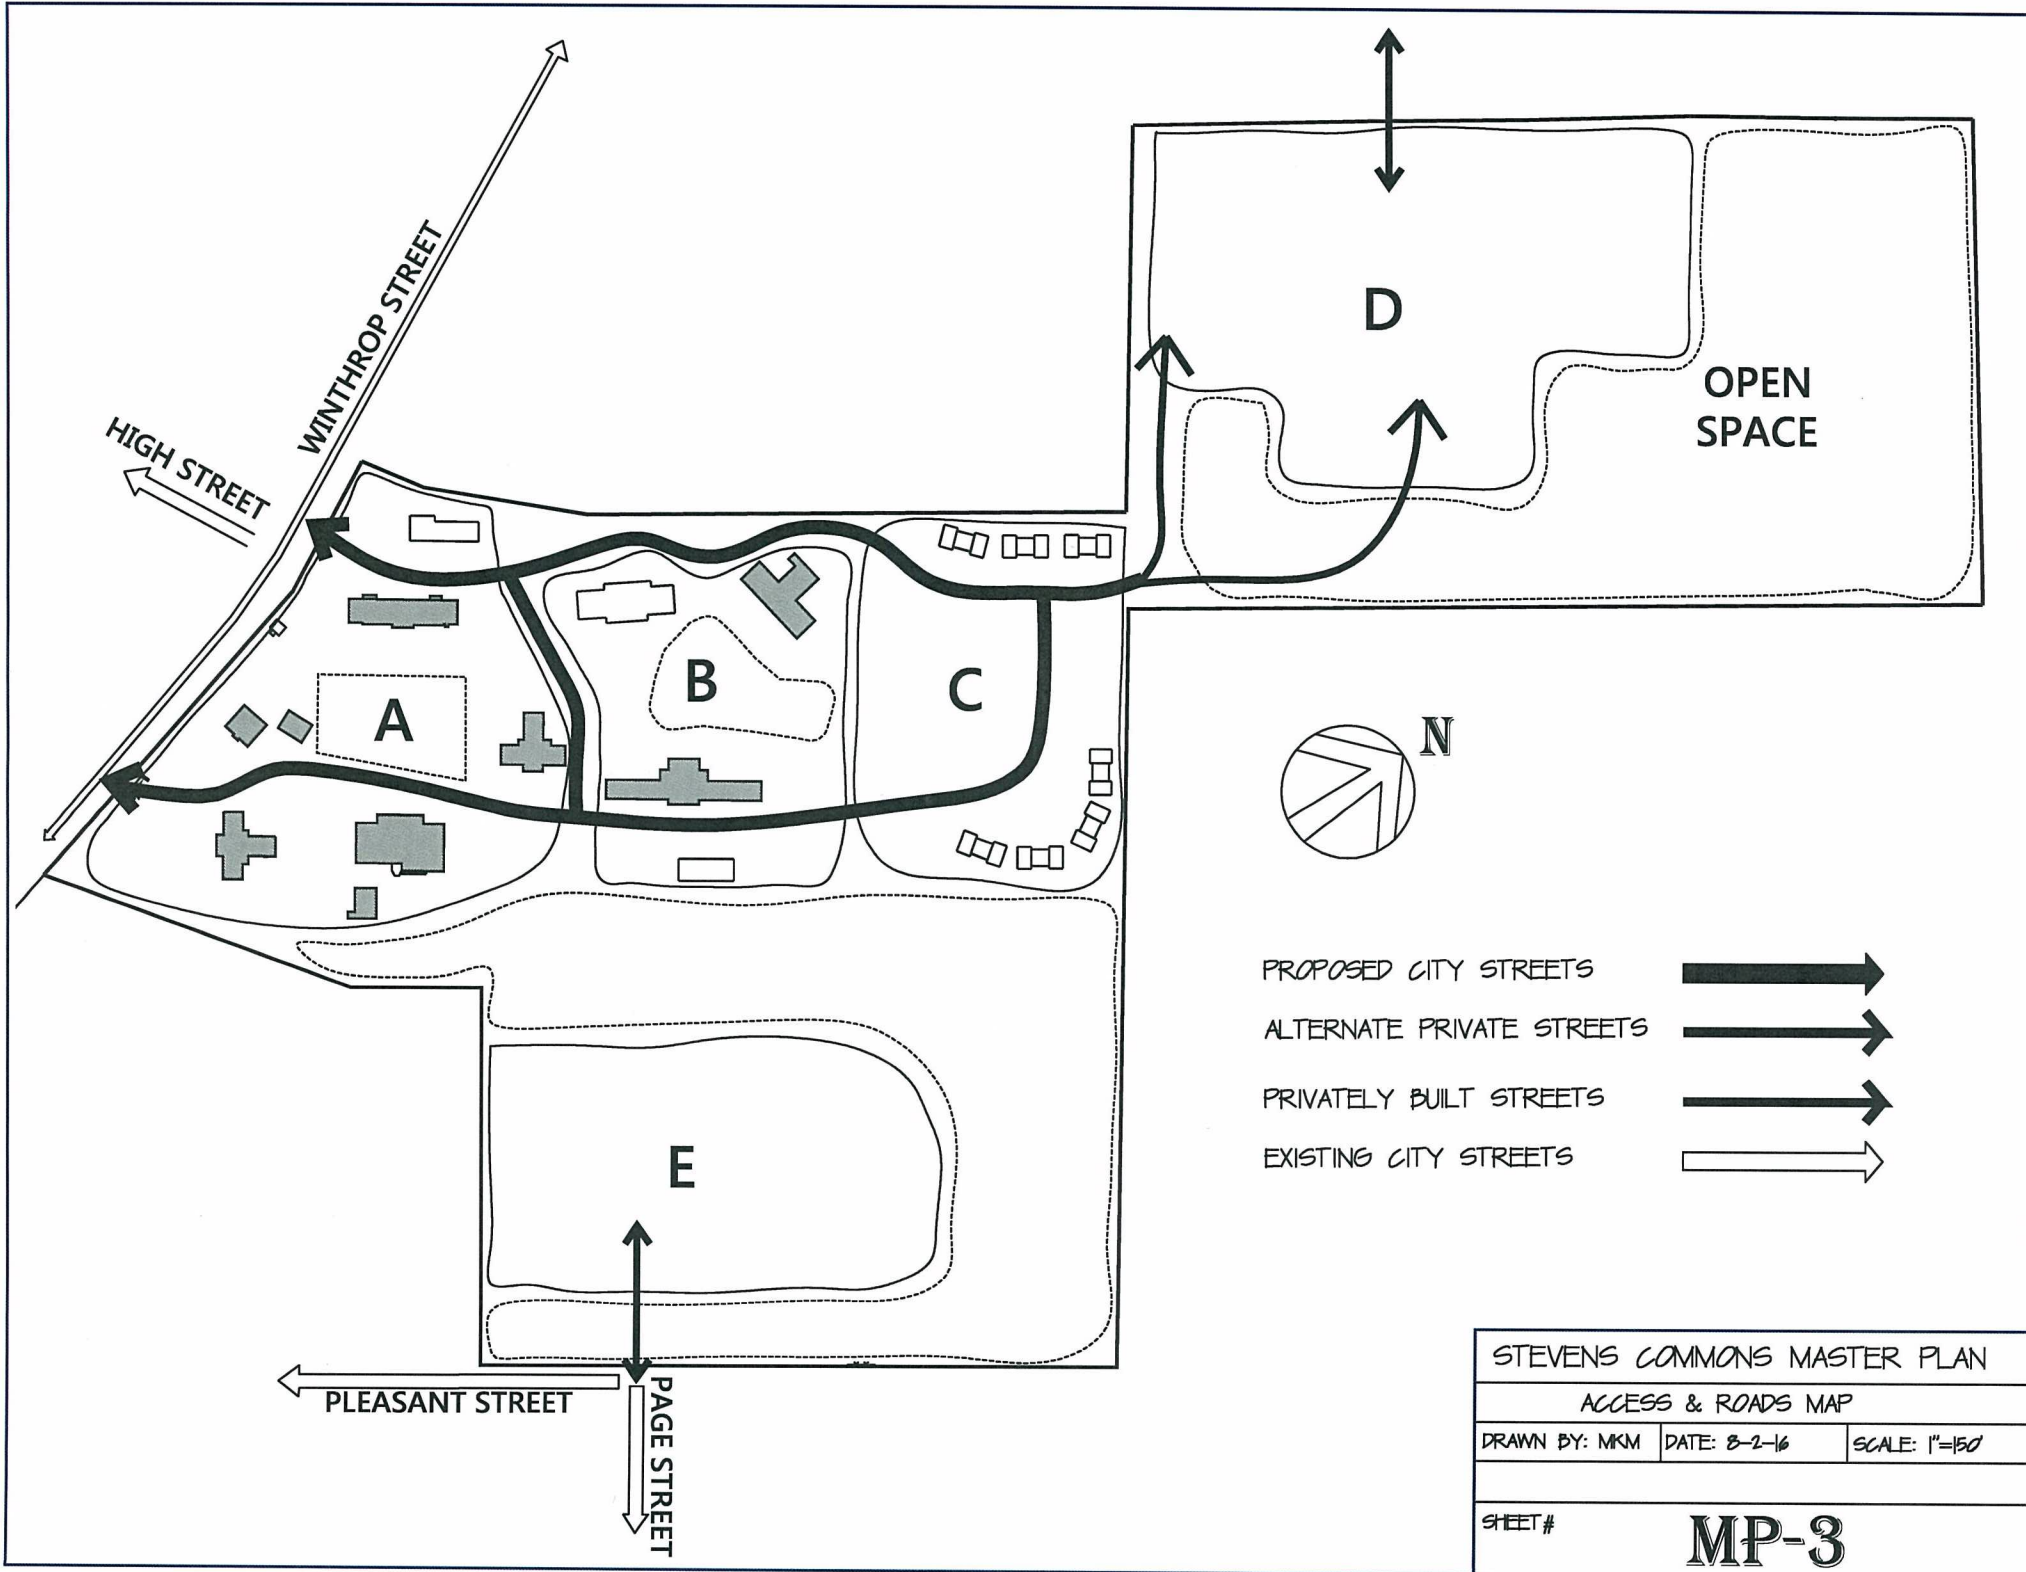 WINTHROP STREET
HIGH STREET
D
OPEN
SPACE
A
B
C
N
PROPOSED CITY STREETS
ALTERNATE PRIVATE STREETS
PRIVATELY BUILT STREETS
EXISTING CITY STREETS
E
PLEASANT STREET
PAGE STREET
STEVENS COMMONS MASTER PLAN
ACCESS & ROADS MAP
DRAWN BY: MKM DATE: 8-2-16 SCALE: 1"=150'
SHEET # MP-3